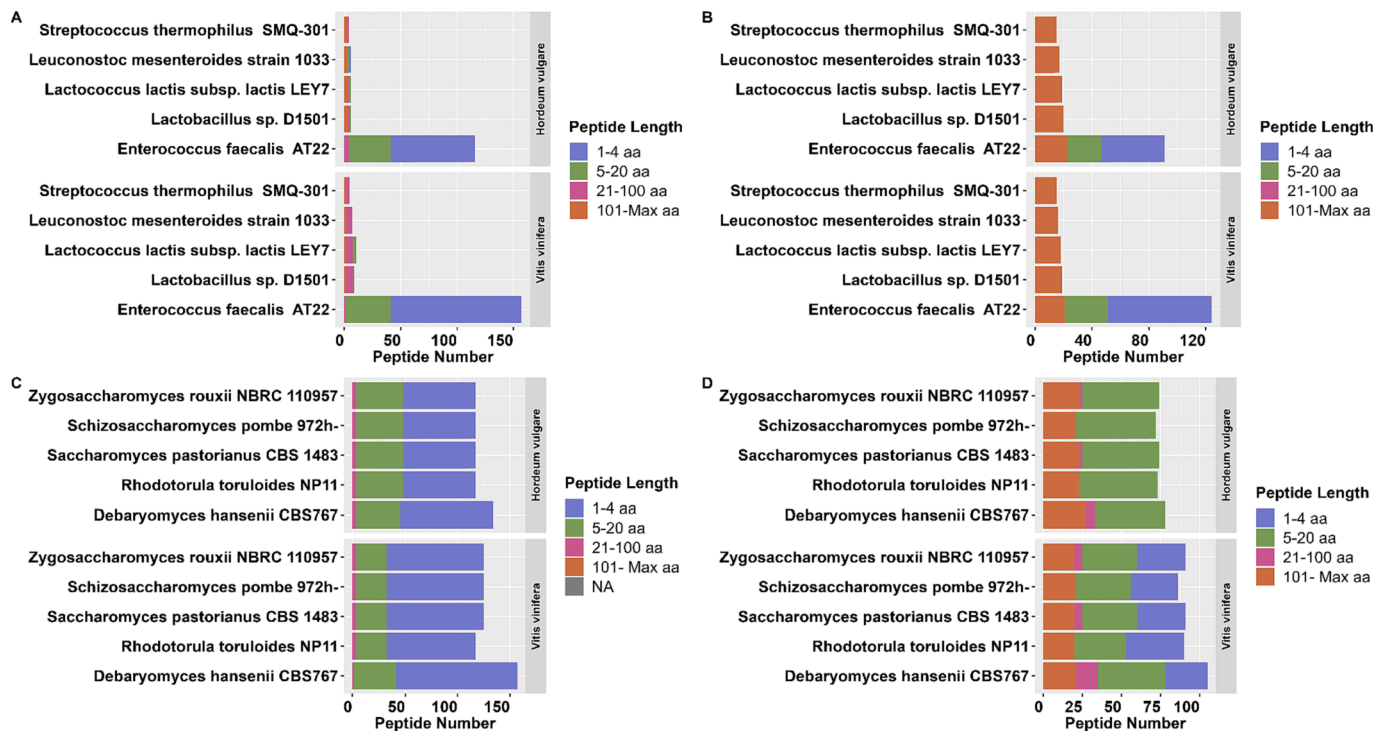 A
Streptococcus thermophilus SMQ-301
Leuconostoc mesenteroides strain 1033
Lactococcus lactis subsp. lactis LEY7
Lactobacillus sp. D1501
Enterococcus faecalis AT22
Hordeum vulgare
Streptococcus thermophilus SMQ-301
Leuconostoc mesenteroides strain 1033
Lactococcus lactis subsp. lactis LEY7
Lactobacillus sp. D1501
Enterococcus faecalis AT22
Vitis vinifera
0 50 100 150
Peptide Number
Peptide Length
1-4 aa
5-20 aa
21-100 aa
101-Max aa
B
Streptococcus thermophilus SMQ-301
Leuconostoc mesenteroides strain 1033
Lactococcus lactis subsp. lactis LEY7
Lactobacillus sp. D1501
Enterococcus faecalis AT22
Hordeum vulgare
Streptococcus thermophilus SMQ-301
Leuconostoc mesenteroides strain 1033
Lactococcus lactis subsp. lactis LEY7
Lactobacillus sp. D1501
Enterococcus faecalis AT22
Vitis vinifera
0 40 80 120
Peptide Number
Peptide Length
1-4 aa
5-20 aa
21-100 aa
101-Max aa
C
Zygosaccharomyces rouxii NBRC 110957
Schizosaccharomyces pombe 972h-
Saccharomyces pastorianus CBS 1483
Rhodotorula toruloides NP11
Debaryomyces hansenii CBS767
Hordeum vulgare
Zygosaccharomyces rouxii NBRC 110957
Schizosaccharomyces pombe 972h-
Saccharomyces pastorianus CBS 1483
Rhodotorula toruloides NP11
Debaryomyces hansenii CBS767
Vitis vinifera
0 50 100 150
Peptide Number
Peptide Length
1-4 aa
5-20 aa
21-100 aa
101- Max aa
NA
D
Zygosaccharomyces rouxii NBRC 110957
Schizosaccharomyces pombe 972h-
Saccharomyces pastorianus CBS 1483
Rhodotorula toruloides NP11
Debaryomyces hansenii CBS767
Hordeum vulgare
Zygosaccharomyces rouxii NBRC 110957
Schizosaccharomyces pombe 972h-
Saccharomyces pastorianus CBS 1483
Rhodotorula toruloides NP11
Debaryomyces hansenii CBS767
Vitis vinifera
0 25 50 75 100
Peptide Number
Peptide Length
1-4 aa
5-20 aa
21-100 aa
101- Max aa